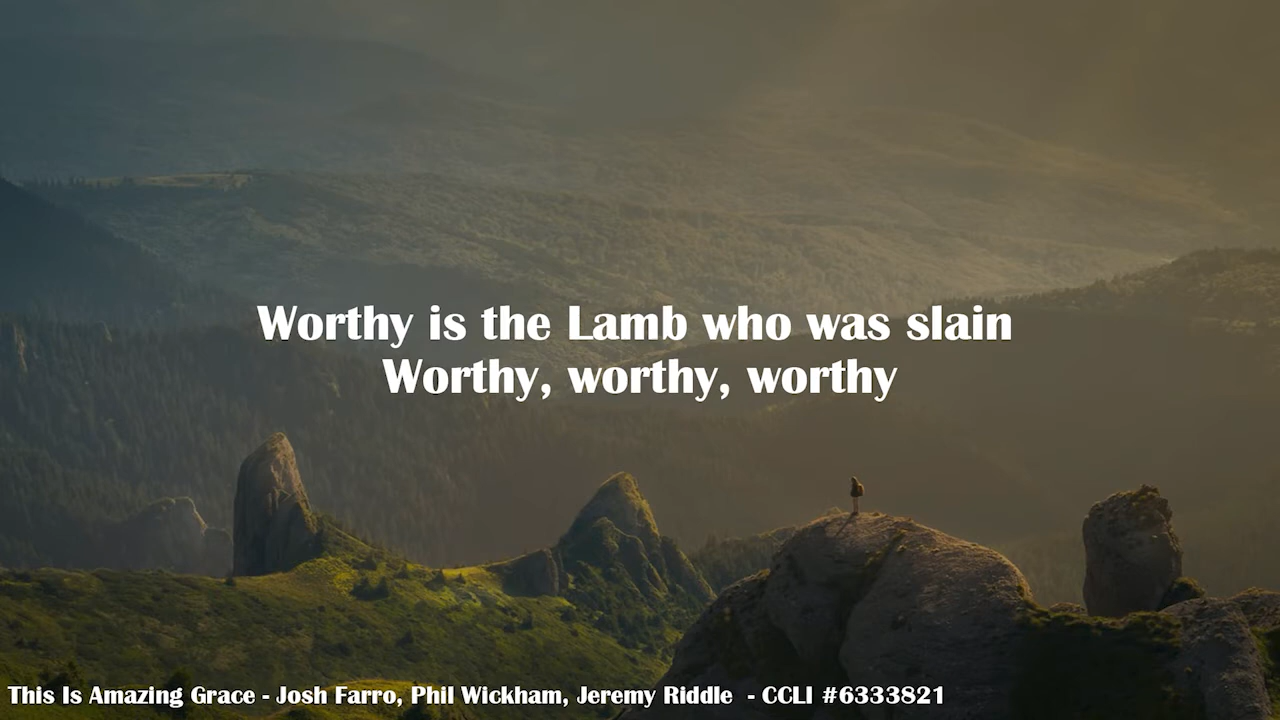 Worthy is the Lamb who was slain
Worthy, worthy, worthy
This Is Amazing Grace - Josh Farro, Phil Wickham, Jeremy Riddle - CCLI #6333821